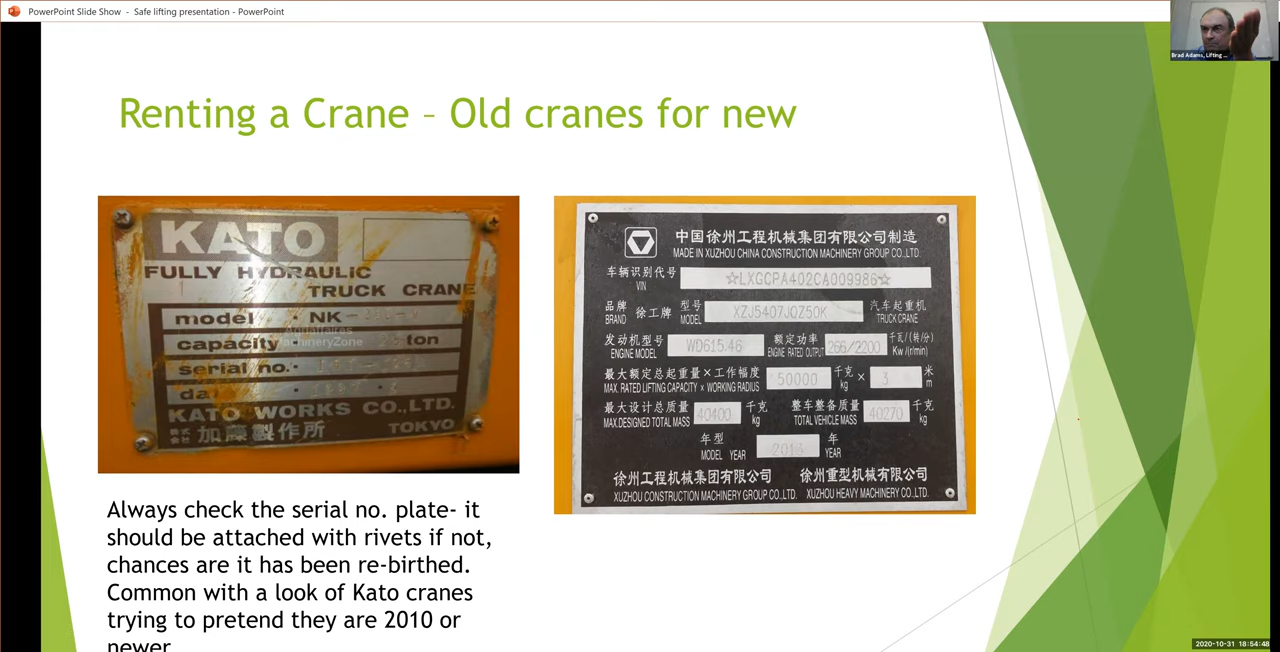 PowerPoint Slide Show - Safe lifting presentation - PowerPoint
Brad Adams, Lifting ...
Renting a Crane – Old cranes for new
KATO
FULLY HYDRAULIC
TRUCK CRANE
model · NK-
capacity ton
serial no.·
KATO WORKS CO.,LTD.
株式会社 加藤製作所 TOKYO
Agriaffaires
MachineryZone
中国徐州工程机械集团有限公司制造
MADE IN XUZHOU CHINA CONSTRUCTION MACHINERY GROUP CO.,LTD.
车辆识别代号 ☆LXGCPA402CA009986☆
VIN
品牌 徐工牌 型号 XZJ5407JQZ50K 汽车起重机
BRAND MODEL TRUCK CRANE
发动机型号 WD615.46 额定功率 266/2200 千瓦/(转/分)
ENGINE MODEL ENGINE RATED OUTPUT Kw/(r/min)
最大额定总起重量×工作幅度 50000 千克 × 3 米
MAX RATED LIFTING CAPACITY x WORKING RADIUS kg m
最大设计总质量 40400 千克 整车整备质量 40270 千克
MAX.DESIGNED TOTAL MASS kg TOTAL VEHICLE MASS kg
年型 年
MODEL YEAR YEAR
徐州工程机械集团有限公司 徐州重型机械有限公司
XUZHOU CONSTRUCTION MACHINERY GROUP CO.,LTD. XUZHOU HEAVY MACHINERY CO.,LTD.
Always check the serial no. plate- it
should be attached with rivets if not,
chances are it has been re-birthed.
Common with a look of Kato cranes
trying to pretend they are 2010 or
newer
2020-10-31 18:54:48